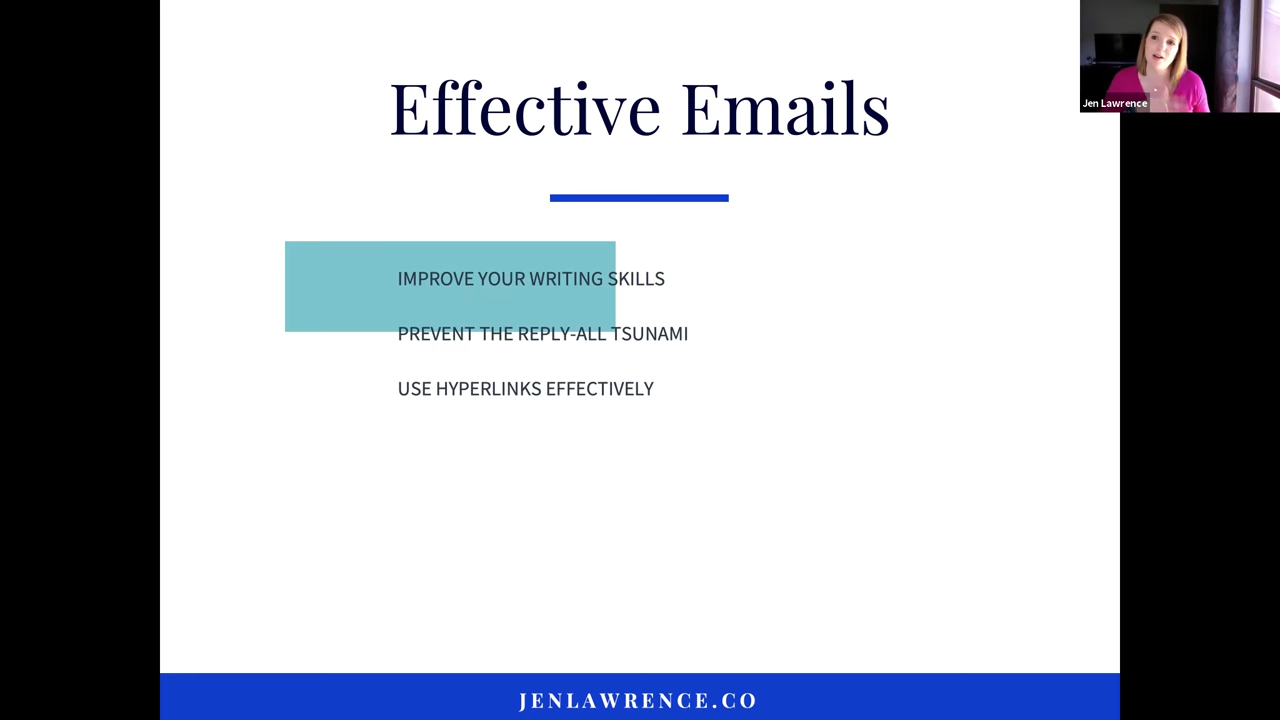 Effective Emails
Jen Lawrence
IMPROVE YOUR WRITING SKILLS
PREVENT THE REPLY-ALL TSUNAMI
USE HYPERLINKS EFFECTIVELY
JENLAWRENCE.CO